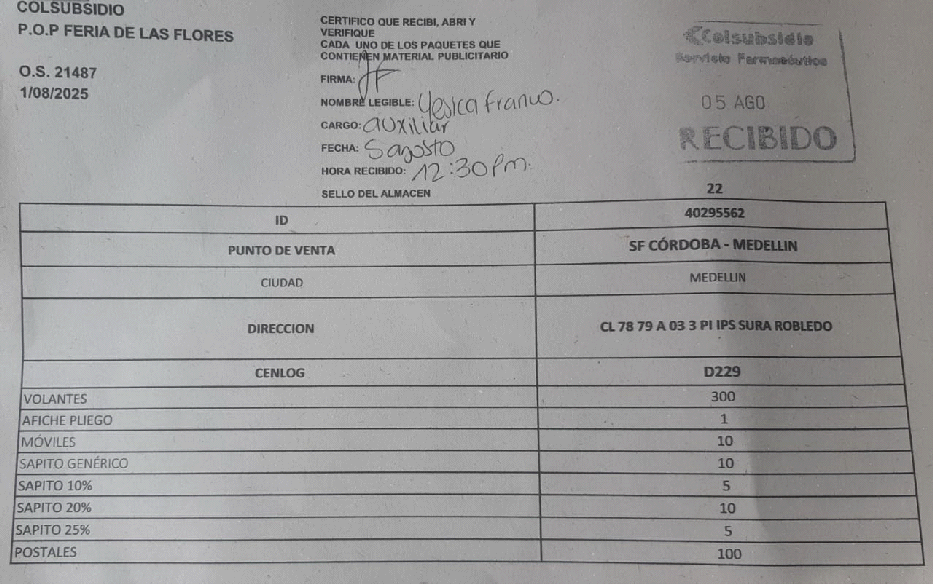 COLSUBSIDIO
P.O.P FERIA DE LAS FLORES
O.S. 21487
1/08/2025
CERTIFICO QUE RECIBI, ABRI Y
VERIFIQUE
CADA UNO DE LOS PAQUETES QUE
CONTIENEN MATERIAL PUBLICITARIO
FIRMA:
NOMBRE LEGIBLE: Yesica Franco.
CARGO: auxiliar
FECHA: 5 agosto
HORA RECIBIDO: 12:30 Pm.
SELLO DEL ALMACEN
Colsubsidio
Servicio Farmacéutico
05 AGO
RECIBIDO
22
ID 40295562
PUNTO DE VENTA SF CÓRDOBA - MEDELLIN
CIUDAD MEDELLIN
DIRECCION CL 78 79 A 03 3 PI IPS SURA ROBLEDO
CENLOG D229
VOLANTES 300
AFICHE PLIEGO 1
MÓVILES 10
SAPITO GENÉRICO 10
SAPITO 10% 5
SAPITO 20% 10
SAPITO 25% 5
POSTALES 100